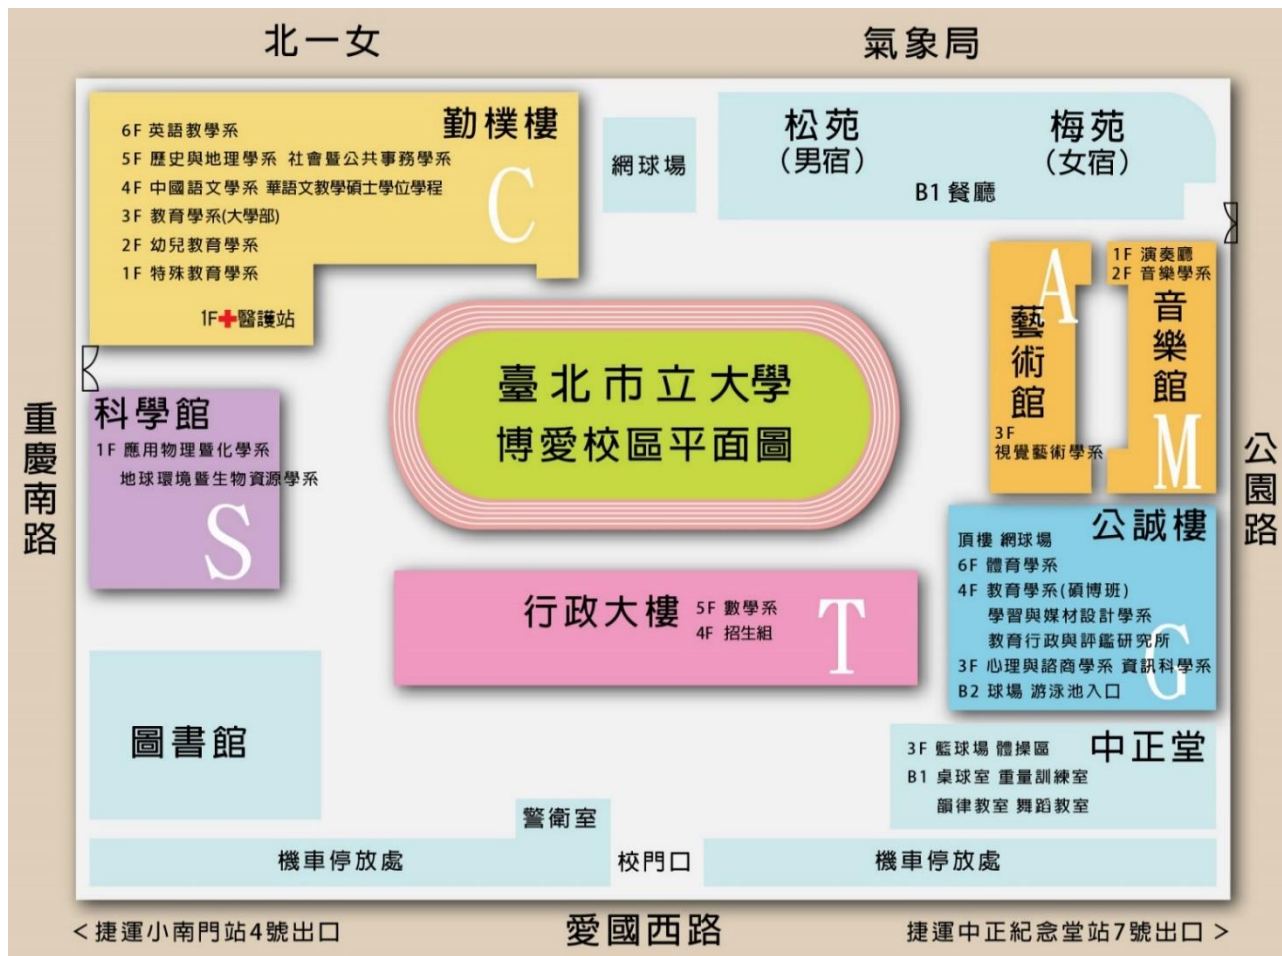 北一女
氣象局
勤樸樓
6F 英語教學系
5F 歷史與地理學系 社會暨公共事務學系
4F 中國語文學系 華語文教學碩士學位學程
3F 教育學系(大學部)
2F 幼兒教育學系
1F 特殊教育學系
1F 醫護站
C
網球場
松苑
(男宿)
梅苑
(女宿)
B1 餐廳
A
藝術館
3F
視覺藝術學系
1F 演奏廳
2F 音樂學系
音樂館
M
重慶南路
科學館
1F 應用物理暨化學系
地球環境暨生物資源學系
S
臺北市立大學
博愛校區平面圖
公園路
公誠樓
頂樓 網球場
6F 體育學系
4F 教育學系(碩博班)
學習與媒材設計學系
教育行政與評鑑研究所
3F 心理與諮商學系 資訊科學系
B2 球場 游泳池入口
G
行政大樓
5F 數學系
4F 招生組
T
圖書館
中正堂
3F 籃球場 體操區
B1 桌球室 重量訓練室
韻律教室 舞蹈教室
警衛室
機車停放處
校門口
機車停放處
<捷運小南門站4號出口
愛國西路
捷運中正紀念堂站7號出口>